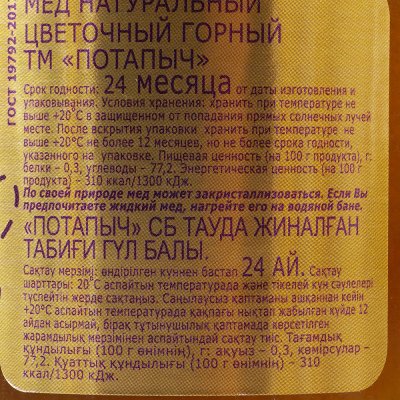 МЕД НАТУРАЛЬНЫЙ
ЦВЕТОЧНЫЙ ГОРНЫЙ
ТМ «ПОТАПЫЧ»
Срок годности: 24 месяца от даты изготовления и
упаковывания. Условия хранения: хранить при температуре не
выше +20°С в защищенном от попадания прямых солнечных лучей
месте. После вскрытия упаковки хранить при температуре не
выше +20°С не более 12 месяцев, но не более срока годности,
указанного на упаковке. Пищевая ценность (на 100 г продукта), г:
белки – 0,3, углеводы – 77,2. Энергетическая ценность (на 100 г
продукта) – 310 ккал/1300 кДж.
По своей природе мед может закристаллизоваться. Если Вы
предпочитаете жидкий мед, нагрейте его на водяной бане.
«ПОТАПЫЧ» СБ ТАУДА ЖИНАЛҒАН
ТАБИҒИ ГҮЛ БАЛЫ.
Сақтау мерзімі: өндірілген күннен бастап 24 АЙ. Сақтау
шарттары: 20°С аспайтын температурада және тікелей күн сәулелері
түспейтін жерде сақтаңыз. Саңылаусыз қаптаманы ашқаннан кейін
+20°С аспайтын температурада қақпағы нықтап жабылған күйде 12
айдан асырмай, бірақ тұтынушылық қаптамада көрсетілген
жарамдылық мерзімінен аспайтындай сақтау тиіс. Тағамдық
құндылығы (100 г өнімнің), г: ақуыз – 0,3, көмірсулар –
77,2. Қуаттық құндылығы (100 г өнімнің) – 310
ккал/1300 кДж.
ГОСТ 19792-201